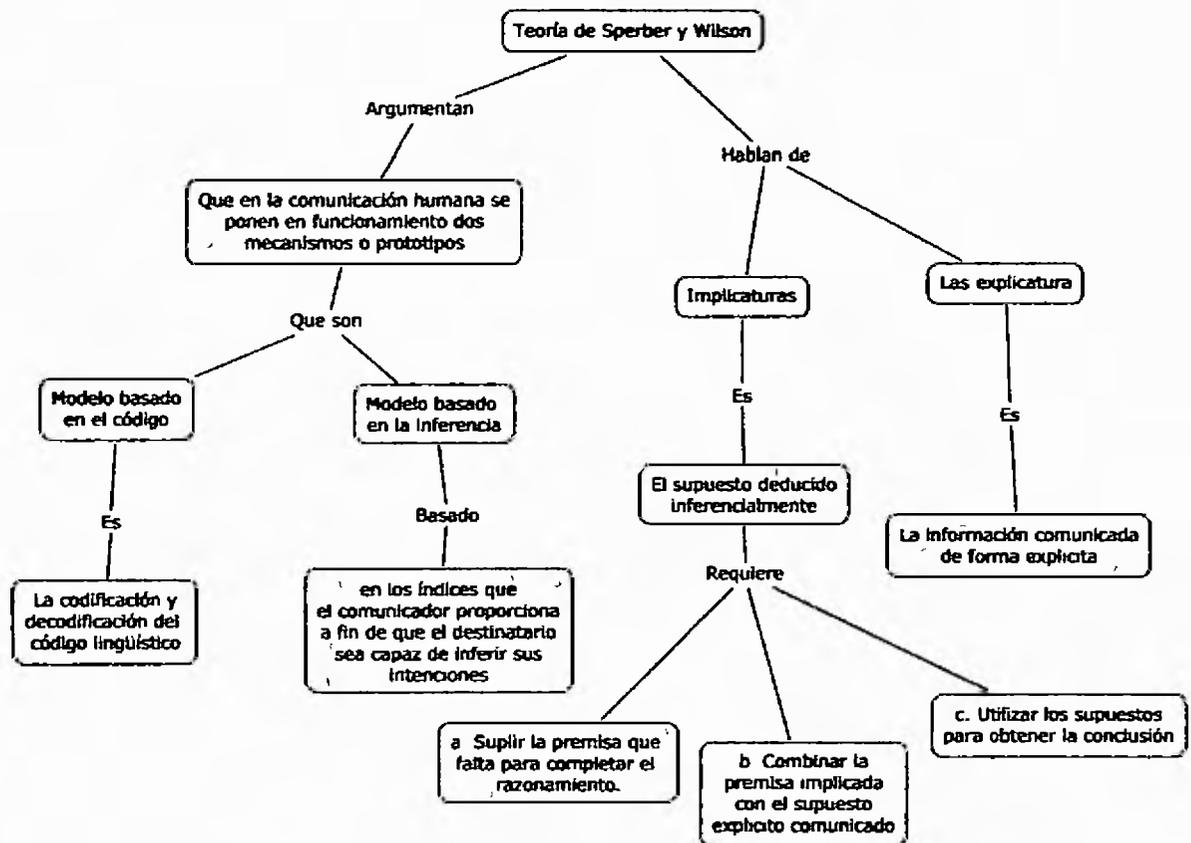 Teoría de Sperber y Wilson
Argumentan
Que en la comunicación humana se
ponen en funcionamiento dos
mecanismos o prototipos
Que son
Modelo basado
en el código
Es
La codificación y
decodificación del
código lingüístico
Modelo basado
en la inferencia
Basado
en los índices que
el comunicador proporciona
a fin de que el destinatario
sea capaz de inferir sus
intenciones
Hablan de
Implicaturas
Es
El supuesto deducido
inferencialmente
Requiere
a Suplir la premisa que
falta para completar el
razonamiento.
b Combinar la
premisa implicada
con el supuesto
explicito comunicado
c. Utilizar los supuestos
para obtener la conclusión
Las explicatura
Es
La información comunicada
de forma explicita